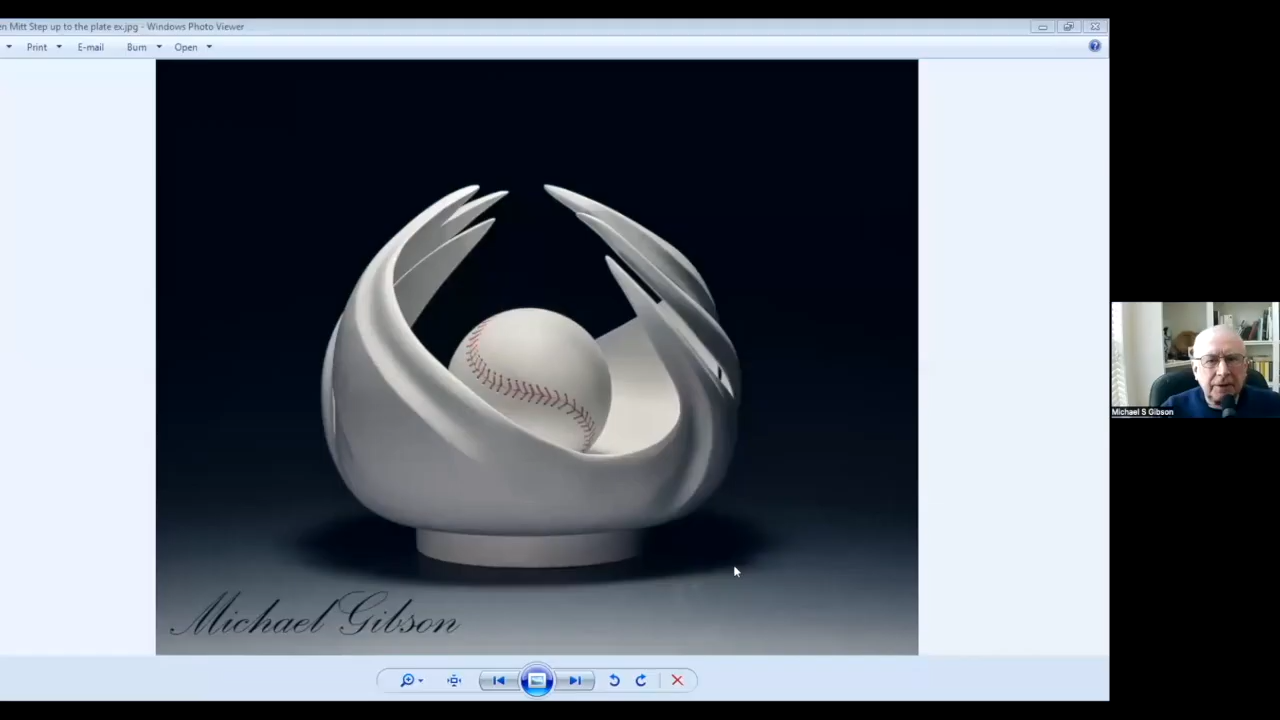 en Mitt Step up to the plate ex.jpg - Windows Photo Viewer
Print E-mail Burn Open
Michael S Gibson
Michael Gibson